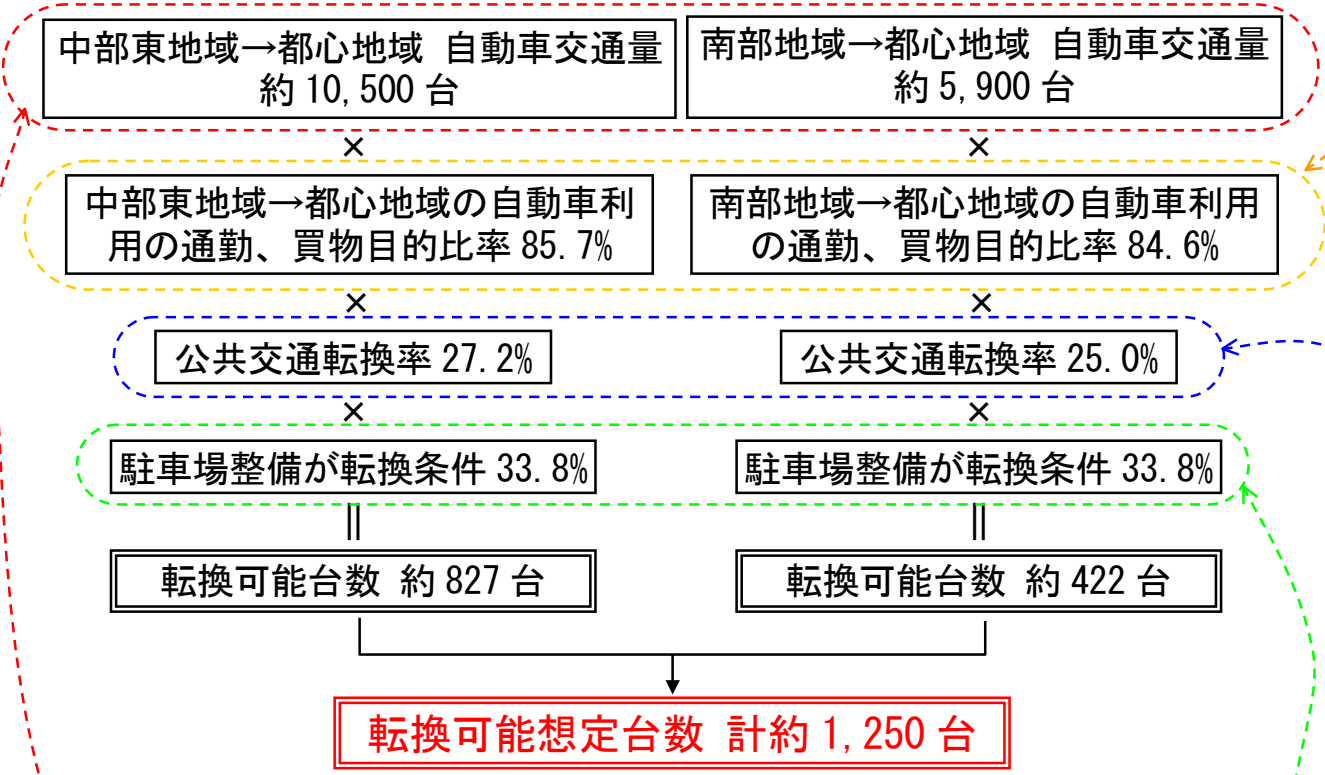 中部東地域→都心地域 自動車交通量
約 10,500 台
南部地域→都心地域 自動車交通量
約 5,900 台
×
×
中部東地域→都心地域の自動車利
用の通勤、買物目的比率 85.7%
南部地域→都心地域の自動車利用
の通勤、買物目的比率 84.6%
×
×
公共交通転換率 27.2%
公共交通転換率 25.0%
×
×
駐車場整備が転換条件 33.8%
駐車場整備が転換条件 33.8%
||
||
転換可能台数 約 827 台
転換可能台数 約 422 台
転換可能想定台数 計約 1,250 台